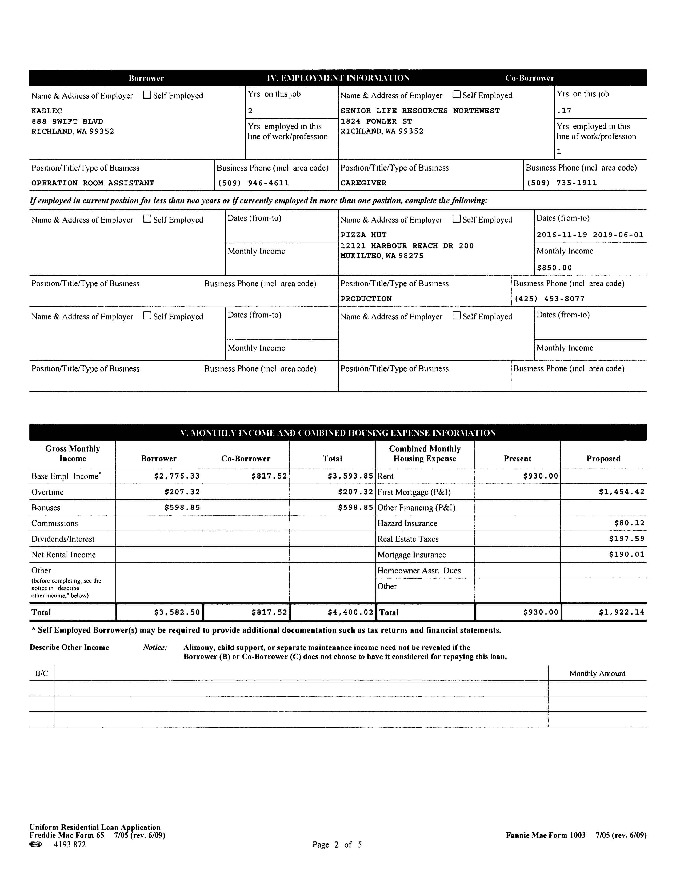 Borrower IV. EMPLOYMENT INFORMATION Co-Borrower
Name & Address of Employer Self Employed Yrs. on this job Name & Address of Employer Self Employed Yrs. on this job
KADLEC 2 SENIOR LIFE RESOURCES NORTHWEST .17
888 SWIFT BLVD 1824 FOWLER ST
RICHLAND, WA 99352 Yrs. employed in this line of work/profession RICHLAND, WA 99352 Yrs. employed in this line of work/profession
1
Position/Title/Type of Business Business Phone (incl. area code) Position/Title/Type of Business Business Phone (incl. area code)
OPERATION ROOM ASSISTANT (509) 946-4611 CAREGIVER (509) 735-1911
If employed in current position for less than two years or if currently employed in more than one position, complete the following:
Name & Address of Employer Self Employed Dates (from-to) Name & Address of Employer Self Employed Dates (from-to)
PIZZA HUT 2016-11-19 2019-06-01
12121 HARBOUR REACH DR 200
Monthly Income MUKILTEO, WA 98275 Monthly Income
$850.00
Position/Title/Type of Business Business Phone (incl. area code) Position/Title/Type of Business Business Phone (incl. area code)
PRODUCTION (425) 493-8077
Name & Address of Employer Self Employed Dates (from-to) Name & Address of Employer Self Employed Dates (from-to)
Monthly Income Monthly Income
Position/Title/Type of Business Business Phone (incl. area code) Position/Title/Type of Business Business Phone (incl. area code)
V. MONTHLY INCOME AND COMBINED HOUSING EXPENSE INFORMATION
Gross Monthly Income Borrower Co-Borrower Total Combined Monthly Housing Expense Present Proposed
Base Empl. Income* $2,775.33 $817.52 $3,593.85 Rent $930.00
Overtime $207.32 $207.32 First Mortgage (P&I) $1,454.42
Bonuses $598.85 $598.85 Other Financing (P&I)
Commissions Hazard Insurance $80.12
Dividends/Interest Real Estate Taxes $197.59
Net Rental Income Mortgage Insurance $190.01
Other Homeowner Assn. Dues
(before completing, see the notice in "describe other income," below) Other
Total $3,582.50 $817.52 $4,400.02 Total $930.00 $1,922.14
* Self Employed Borrower(s) may be required to provide additional documentation such as tax returns and financial statements.
Describe Other Income Notice: Alimony, child support, or separate maintenance income need not be revealed if the
Borrower (B) or Co-Borrower (C) does not choose to have it considered for repaying this loan.
B/C Monthly Amount
Uniform Residential Loan Application
Freddie Mac Form 65 7/05 (rev. 6/09) Fannie Mae Form 1003 7/05 (rev. 6/09)
4193.872 Page 2 of 5